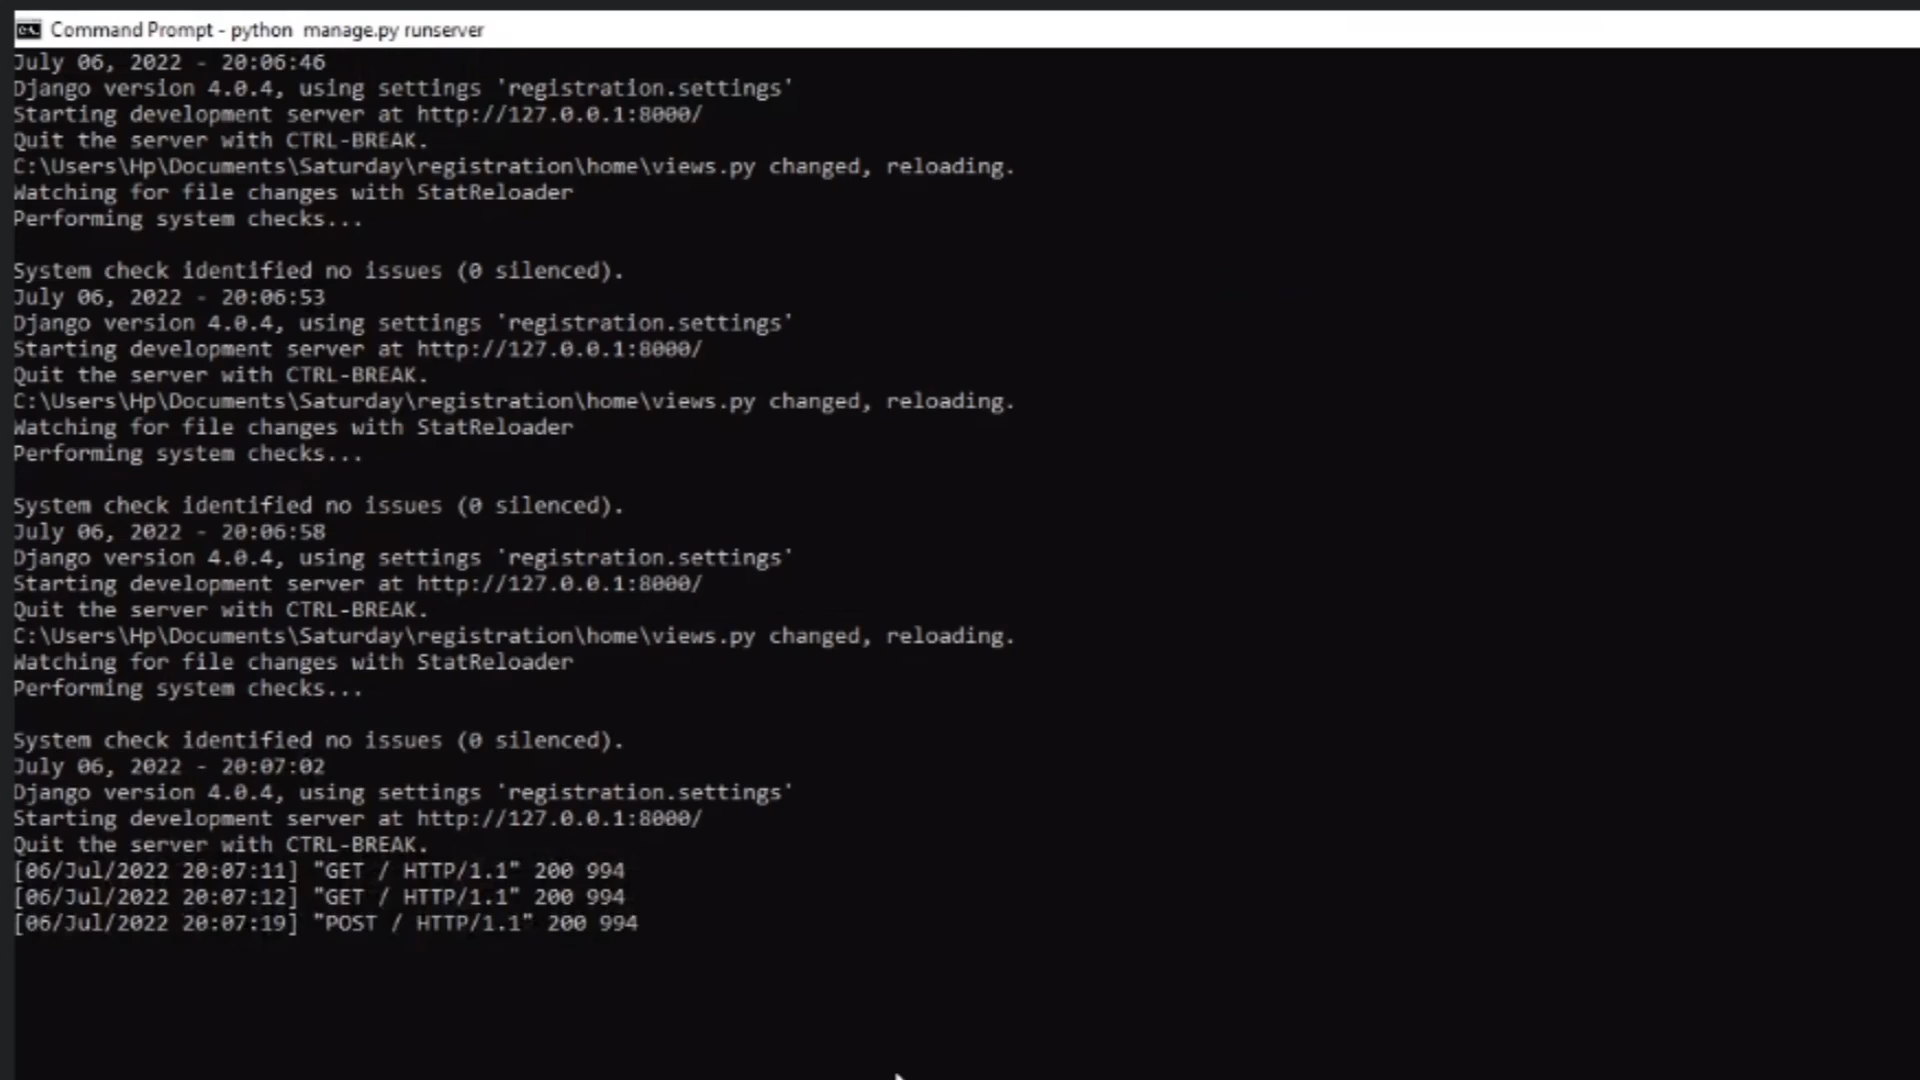 Command Prompt - python  manage.py runserver
July 06, 2022 - 20:06:46
Django version 4.0.4, using settings 'registration.settings'
Starting development server at http://127.0.0.1:8000/
Quit the server with CTRL-BREAK.
C:\Users\Hp\Documents\Saturday\registration\home\views.py changed, reloading.
Watching for file changes with StatReloader
Performing system checks...
System check identified no issues (0 silenced).
July 06, 2022 - 20:06:53
Django version 4.0.4, using settings 'registration.settings'
Starting development server at http://127.0.0.1:8000/
Quit the server with CTRL-BREAK.
C:\Users\Hp\Documents\Saturday\registration\home\views.py changed, reloading.
Watching for file changes with StatReloader
Performing system checks...
System check identified no issues (0 silenced).
July 06, 2022 - 20:06:58
Django version 4.0.4, using settings 'registration.settings'
Starting development server at http://127.0.0.1:8000/
Quit the server with CTRL-BREAK.
C:\Users\Hp\Documents\Saturday\registration\home\views.py changed, reloading.
Watching for file changes with StatReloader
Performing system checks...
System check identified no issues (0 silenced).
July 06, 2022 - 20:07:02
Django version 4.0.4, using settings 'registration.settings'
Starting development server at http://127.0.0.1:8000/
Quit the server with CTRL-BREAK.
[06/Jul/2022 20:07:11] "GET / HTTP/1.1" 200 994
[06/Jul/2022 20:07:12] "GET / HTTP/1.1" 200 994
[06/Jul/2022 20:07:19] "POST / HTTP/1.1" 200 994